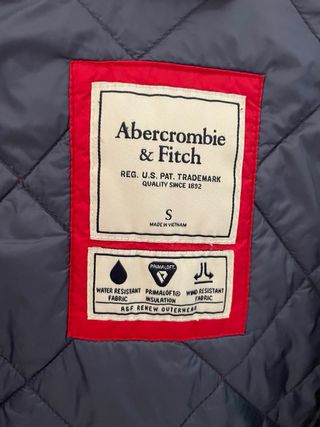 Abercrombie
& Fitch
REG. U.S. PAT. TRADEMARK
QUALITY SINCE 1892
S
MADE IN VIETNAM
PRIMALOFT
WATER RESISTANT PRIMALOFT® WIND RESISTANT
FABRIC INSULATION FABRIC
A&F RENEW OUTERWEAR